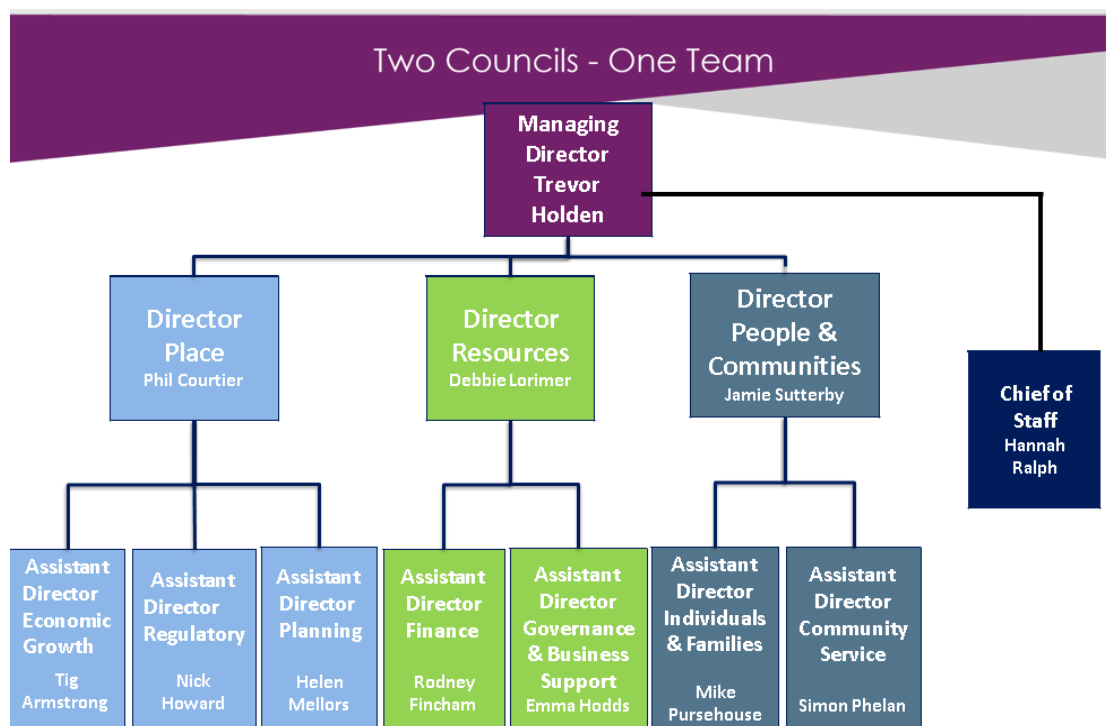 Two Councils - One Team
Managing
Director
Trevor
Holden
Director
Place
Phil Courtier
Director
Resources
Debbie Lorimer
Director
People &
Communities
Jamie Sutterby
Chief of
Staff
Hannah
Ralph
Assistant
Director
Economic
Growth
Tig
Armstrong
Assistant
Director
Regulatory
Nick
Howard
Assistant
Director
Planning
Helen
Mellors
Assistant
Director
Finance
Rodney
Fincham
Assistant
Director
Governance
& Business
Support
Emma Hodds
Assistant
Director
Individuals
& Families
Mike
Pursehouse
Assistant
Director
Community
Service
Simon Phelan